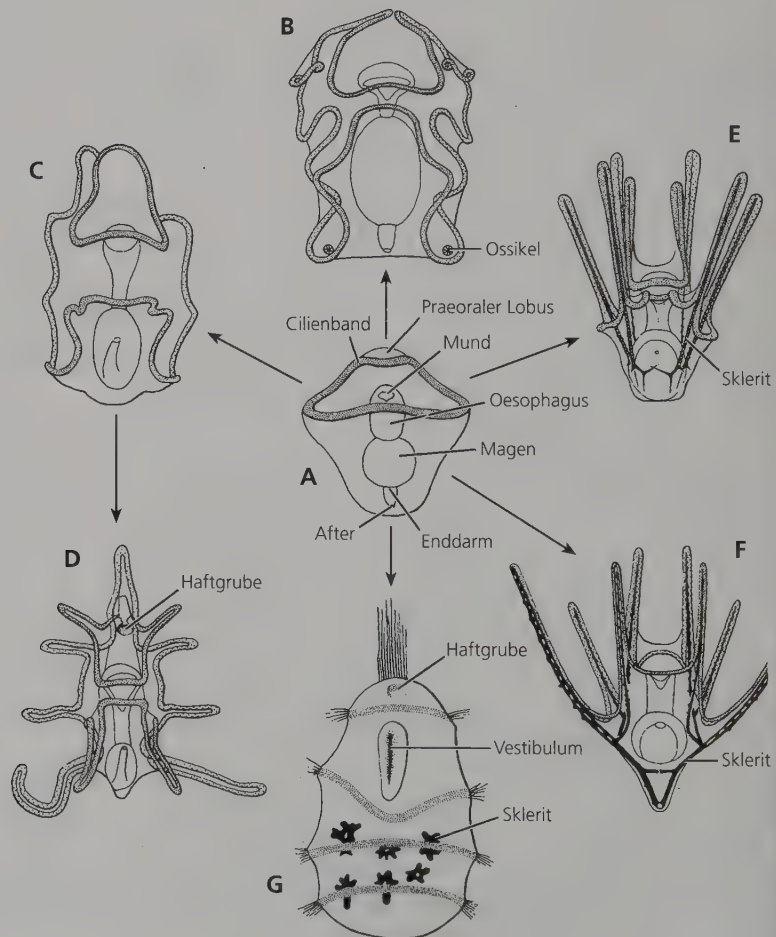 B
E
C
Ossikel
Praeoraler Lobus
Cilienband
Mund
Sklerit
Oesophagus
Magen
A
After
Enddarm
D
F
Haftgrube
Haftgrube
Vestibulum
Sklerit
Sklerit
G